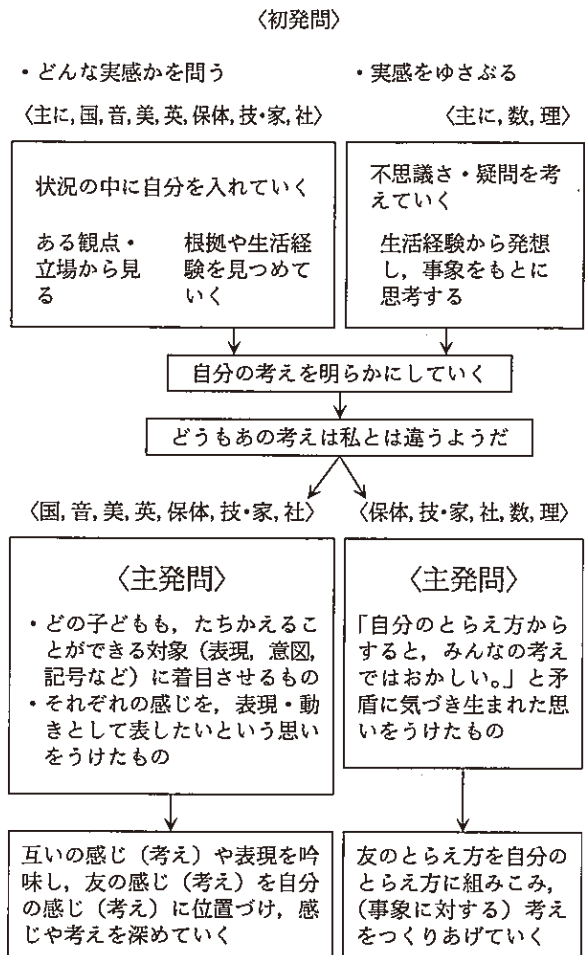 〈初発問〉
・どんな実感かを問う
〈主に, 国, 音, 美, 英, 保体, 技・家, 社〉
・実感をゆさぶる
〈主に, 数, 理〉
状況の中に自分を入れていく
ある観点・
立場から見
る
根拠や生活経
験を見つめて
いく
不思議さ・疑問を考
えていく
生活経験から発想
し，事象をもとに
思考する
自分の考えを明らかにしていく
どうもあの考えは私とは違うようだ
〈国, 音, 美, 英, 保体, 技・家, 社〉
〈主発問〉
・どの子どもも，たちかえるこ
とができる対象（表現，意図，
記号など）に着目させるもの
・それぞれの感じを，表現・動
きとして表したいという思い
をうけたもの
互いの感じ（考え）や表現を吟
味し，友の感じ（考え）を自分
の感じ（考え）に位置づけ，感
じや考えを深めていく
〈保体, 技・家, 社, 数, 理〉
〈主発問〉
「自分のとらえ方から
すると，みんなの考え
ではおかしい。」と矛
盾に気づき生まれた思
いをうけたもの
友のとらえ方を自分の
とらえ方に組みこみ，
（事象に対する）考え
をつくりあげていく